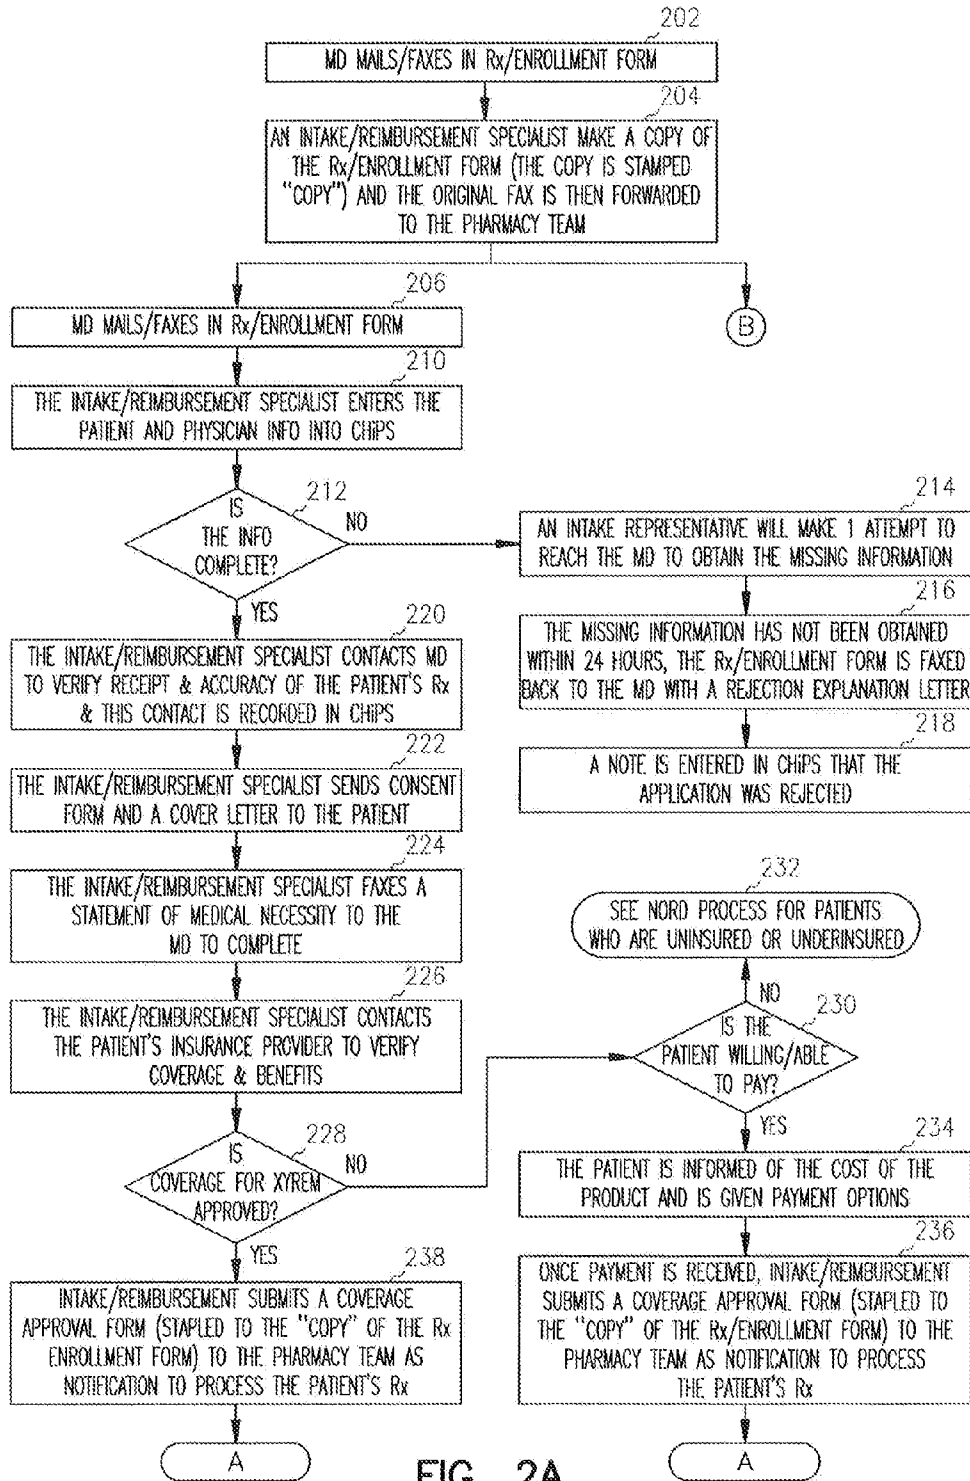 202
MD MAILS/FAXES IN Rx/ENROLLMENT FORM
204
AN INTAKE/REIMBURSEMENT SPECIALIST MAKE A COPY OF
THE Rx/ENROLLMENT FORM (THE COPY IS STAMPED
"COPY") AND THE ORIGINAL FAX IS THEN FORWARDED
TO THE PHARMACY TEAM
206
MD MAILS/FAXES IN Rx/ENROLLMENT FORM
B
210
THE INTAKE/REIMBURSEMENT SPECIALIST ENTERS THE
PATIENT AND PHYSICIAN INFO INTO CHIPS
212
IS
THE INFO
COMPLETE?
NO
YES
214
AN INTAKE REPRESENTATIVE WILL MAKE 1 ATTEMPT TO
REACH THE MD TO OBTAIN THE MISSING INFORMATION
216
THE MISSING INFORMATION HAS NOT BEEN OBTAINED
WITHIN 24 HOURS, THE Rx/ENROLLMENT FORM IS FAXED
BACK TO THE MD WITH A REJECTION EXPLANATION LETTER
218
A NOTE IS ENTERED IN CHIPS THAT THE
APPLICATION WAS REJECTED
220
THE INTAKE/REIMBURSEMENT SPECIALIST CONTACTS MD
TO VERIFY RECEIPT & ACCURACY OF THE PATIENT'S Rx
& THIS CONTACT IS RECORDED IN CHIPS
222
THE INTAKE/REIMBURSEMENT SPECIALIST SENDS CONSENT
FORM AND A COVER LETTER TO THE PATIENT
224
THE INTAKE/REIMBURSEMENT SPECIALIST FAXES A
STATEMENT OF MEDICAL NECESSITY TO THE
MD TO COMPLETE
226
THE INTAKE/REIMBURSEMENT SPECIALIST CONTACTS
THE PATIENT'S INSURANCE PROVIDER TO VERIFY
COVERAGE & BENEFITS
228
IS
COVERAGE FOR XYREM
APPROVED?
NO
YES
232
SEE NORD PROCESS FOR PATIENTS
WHO ARE UNINSURED OR UNDERINSURED
NO
230
IS THE
PATIENT WILLING/ABLE
TO PAY?
YES
234
THE PATIENT IS INFORMED OF THE COST OF THE
PRODUCT AND IS GIVEN PAYMENT OPTIONS
236
ONCE PAYMENT IS RECEIVED, INTAKE/REIMBURSEMENT
SUBMITS A COVERAGE APPROVAL FORM (STAPLED TO
THE "COPY" OF THE Rx/ENROLLMENT FORM) TO THE
PHARMACY TEAM AS NOTIFICATION TO PROCESS
THE PATIENT'S Rx
A
238
INTAKE/REIMBURSEMENT SUBMITS A COVERAGE
APPROVAL FORM (STAPLED TO THE "COPY" OF THE Rx
ENROLLMENT FORM) TO THE PHARMACY TEAM AS
NOTIFICATION TO PROCESS THE PATIENT'S Rx
A
FIG. 2A